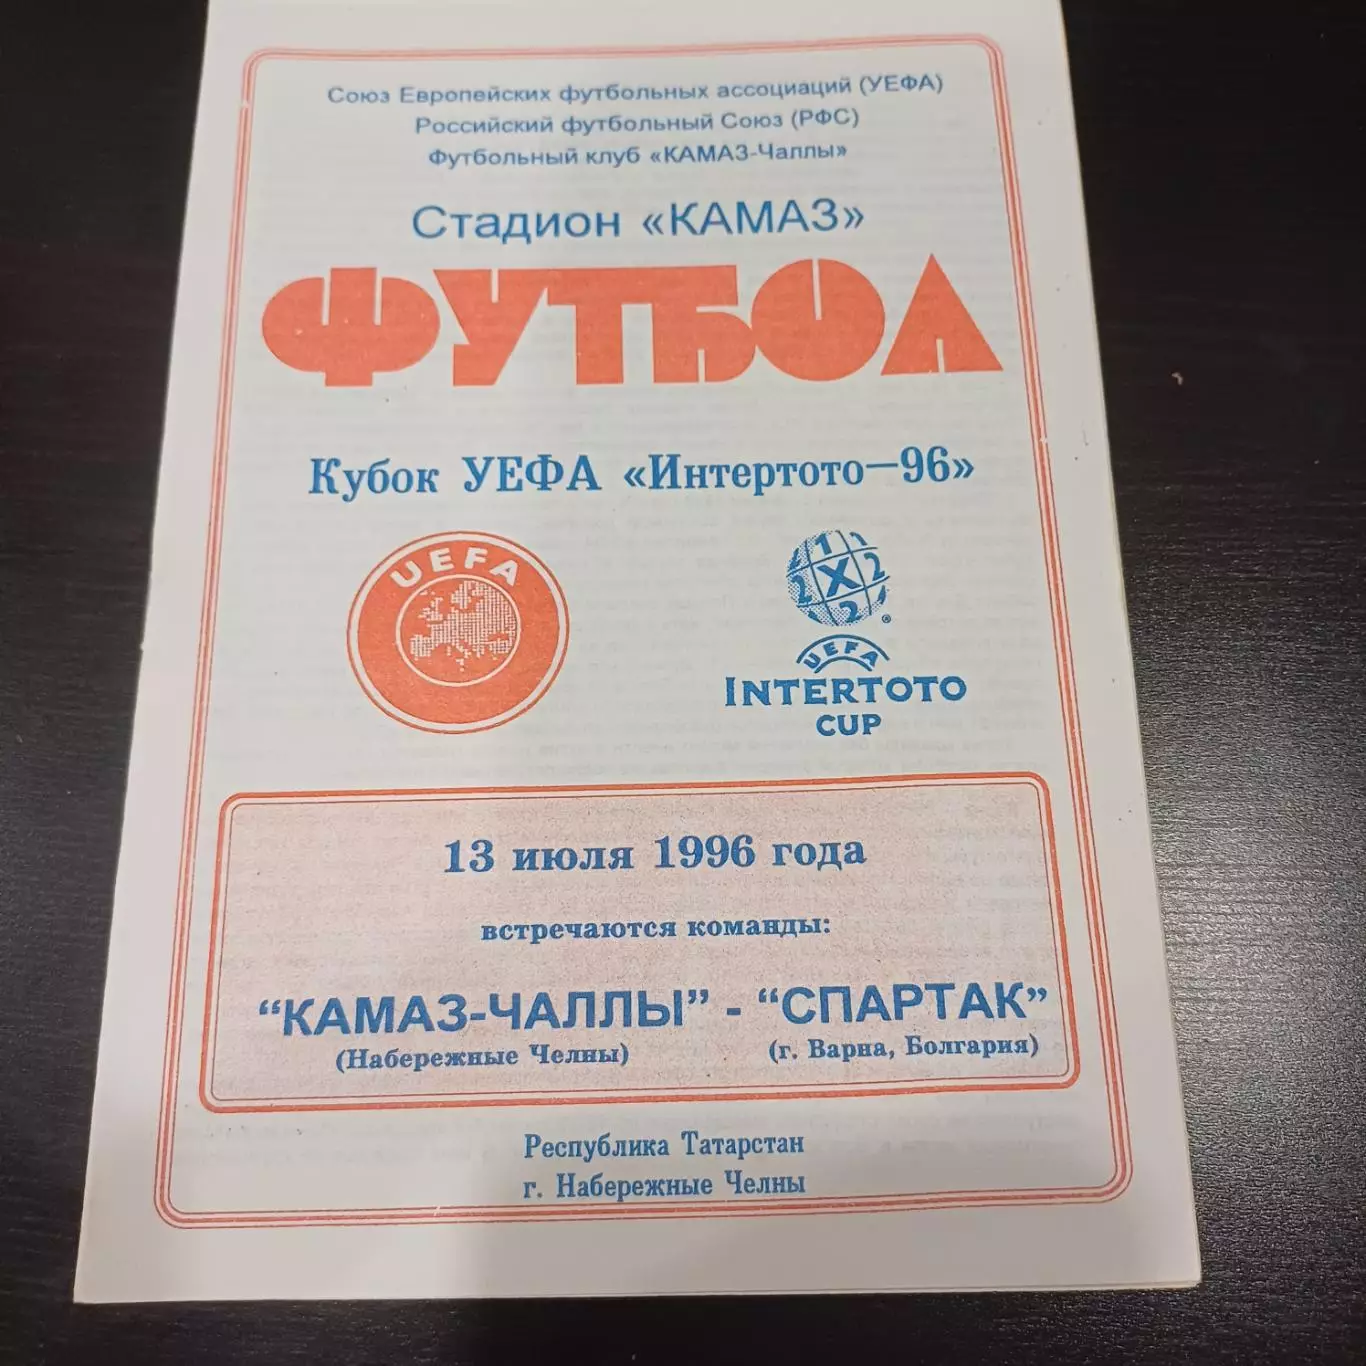 Союз Европейских футбольных ассоциаций (УЕФА)
Российский футбольный Союз (РФС)
Футбольный клуб «КАМАЗ-Чаллы»
Стадион «КАМАЗ»
ФУТБОЛ
Кубок УЕФА «Интертото—96»
UEFA
1 2 X 2 2
UEFA
INTERTOTO
CUP
13 июля 1996 года
встречаются команды:
“КАМАЗ-ЧАЛЛЫ” - “СПАРТАК”
(Набережные Челны) (г. Варна, Болгария)
Республика Татарстан
г. Набережные Челны